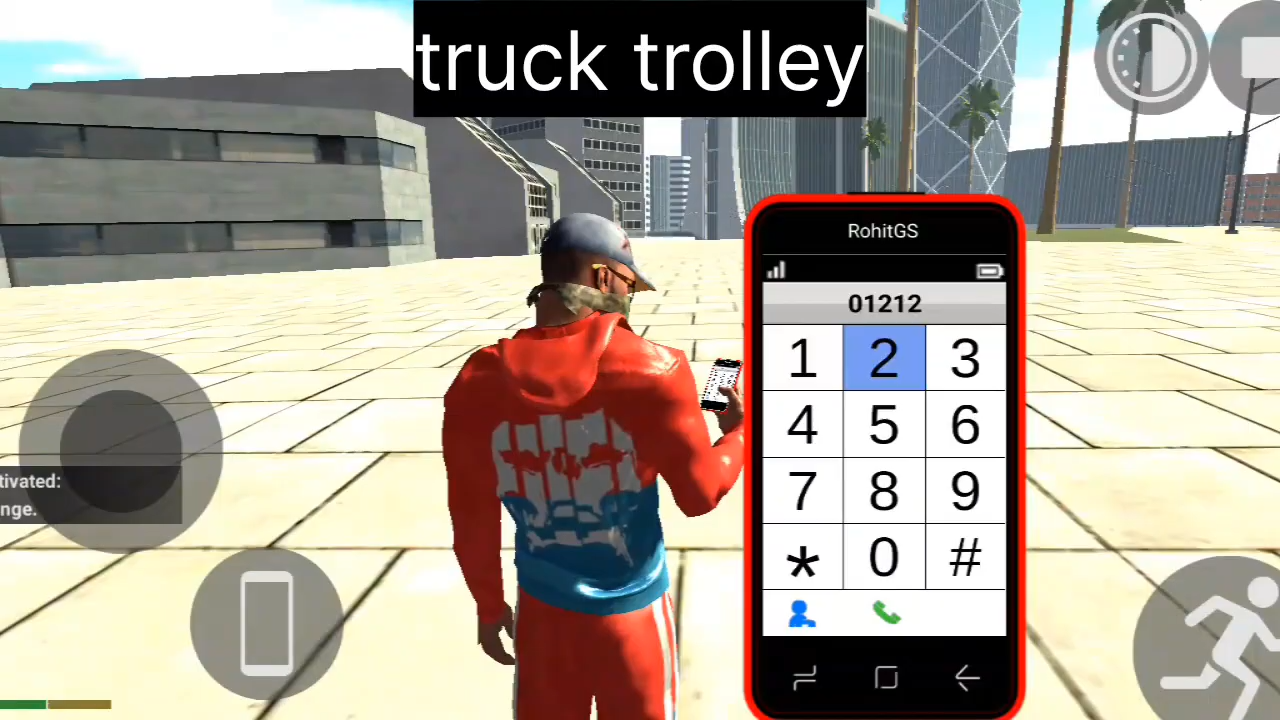 truck trolley
RohitGS
01212
1 2 3
4 5 6
7 8 9
* 0 #
tivated:
nge.